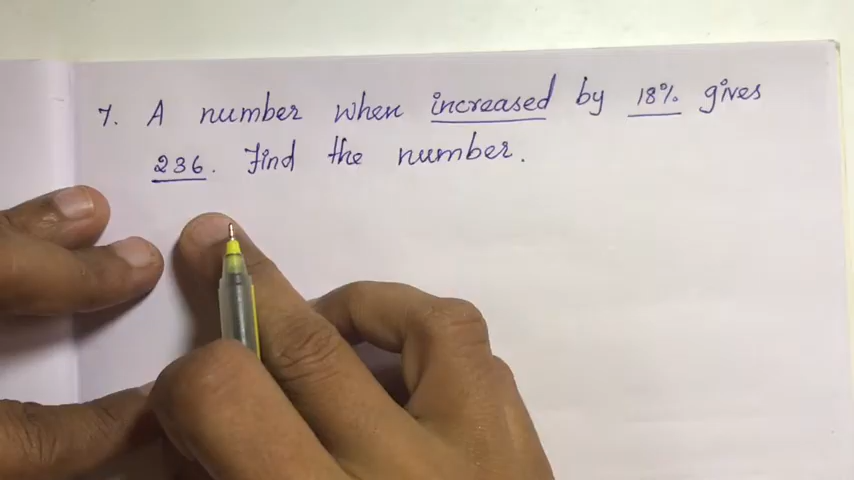 7. A number when increased by 18% gives
236. Find the number.